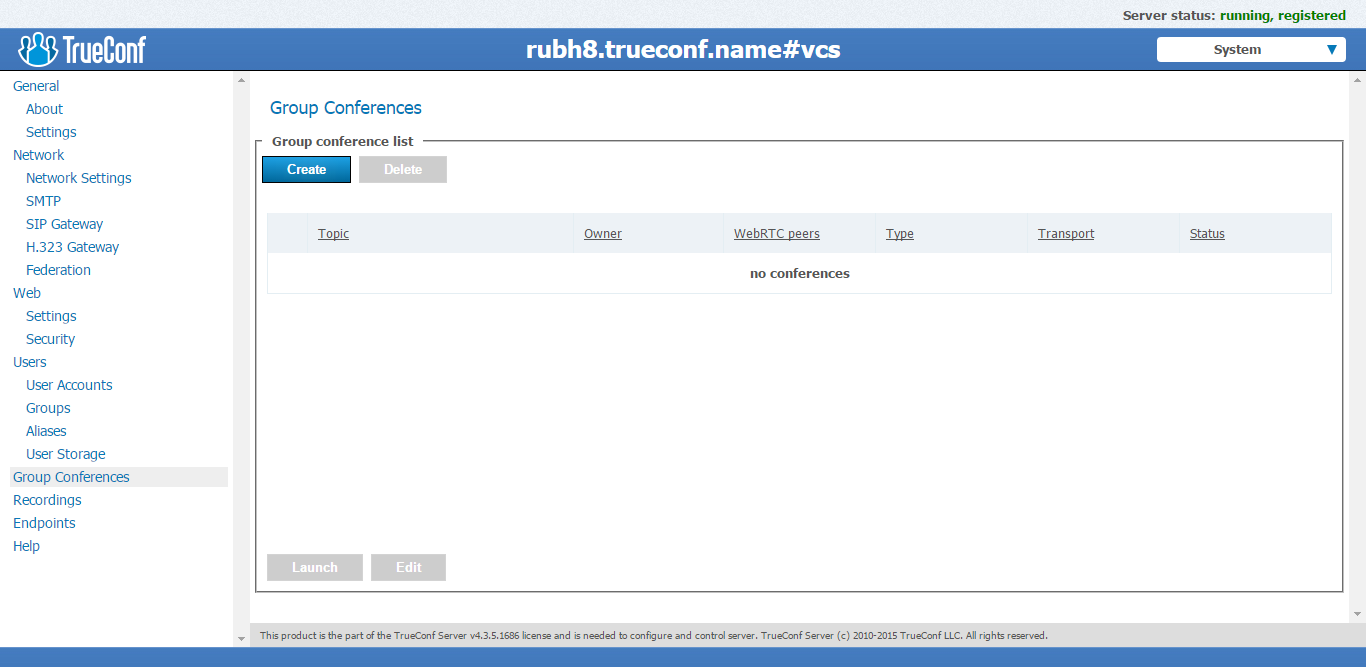 Server status: running, registered
TrueConf
rubh8.trueconf.name#vcs
System
General
About
Settings
Network
Network Settings
SMTP
SIP Gateway
H.323 Gateway
Federation
Web
Settings
Security
Users
User Accounts
Groups
Aliases
User Storage
Group Conferences
Recordings
Endpoints
Help
Group Conferences
Group conference list
Create Delete
Topic Owner WebRTC peers Type Transport Status
no conferences
Launch Edit
This product is the part of the TrueConf Server v4.3.5.1686 license and is needed to configure and control server. TrueConf Server (c) 2010-2015 TrueConf LLC. All rights reserved.